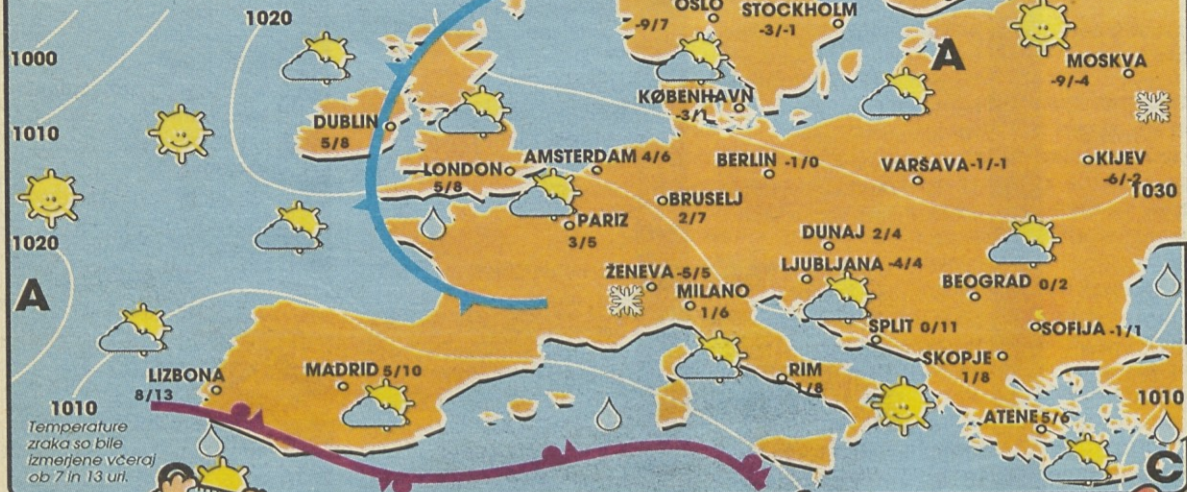 OSLO
-9/7
STOCKHOLM
-3/-1
1020
1000
A
MOSKVA
-9/-4
KØBENHAVN
-3/1
1010
DUBLIN
5/8
LONDON
5/8
AMSTERDAM 4/6
BERLIN -1/0
VARŠAVA -1/-1
KIJEV
-6/-2
1030
BRUSELJ
2/7
PARIZ
3/5
1020
DUNAJ 2/4
LJUBLJANA -4/4
ŽENEVA -5/5
MILANO
1/6
BEOGRAD 0/2
A
SPLIT 0/11
SOFIJA -1/1
SKOPJE
1/8
LIZBONA
8/13
MADRID 5/10
RIM
1/8
1010
1010
ATENE 5/6
Temperature
zraka so bile
izmerjene včeraj
ob 7 in 13 uri.
C